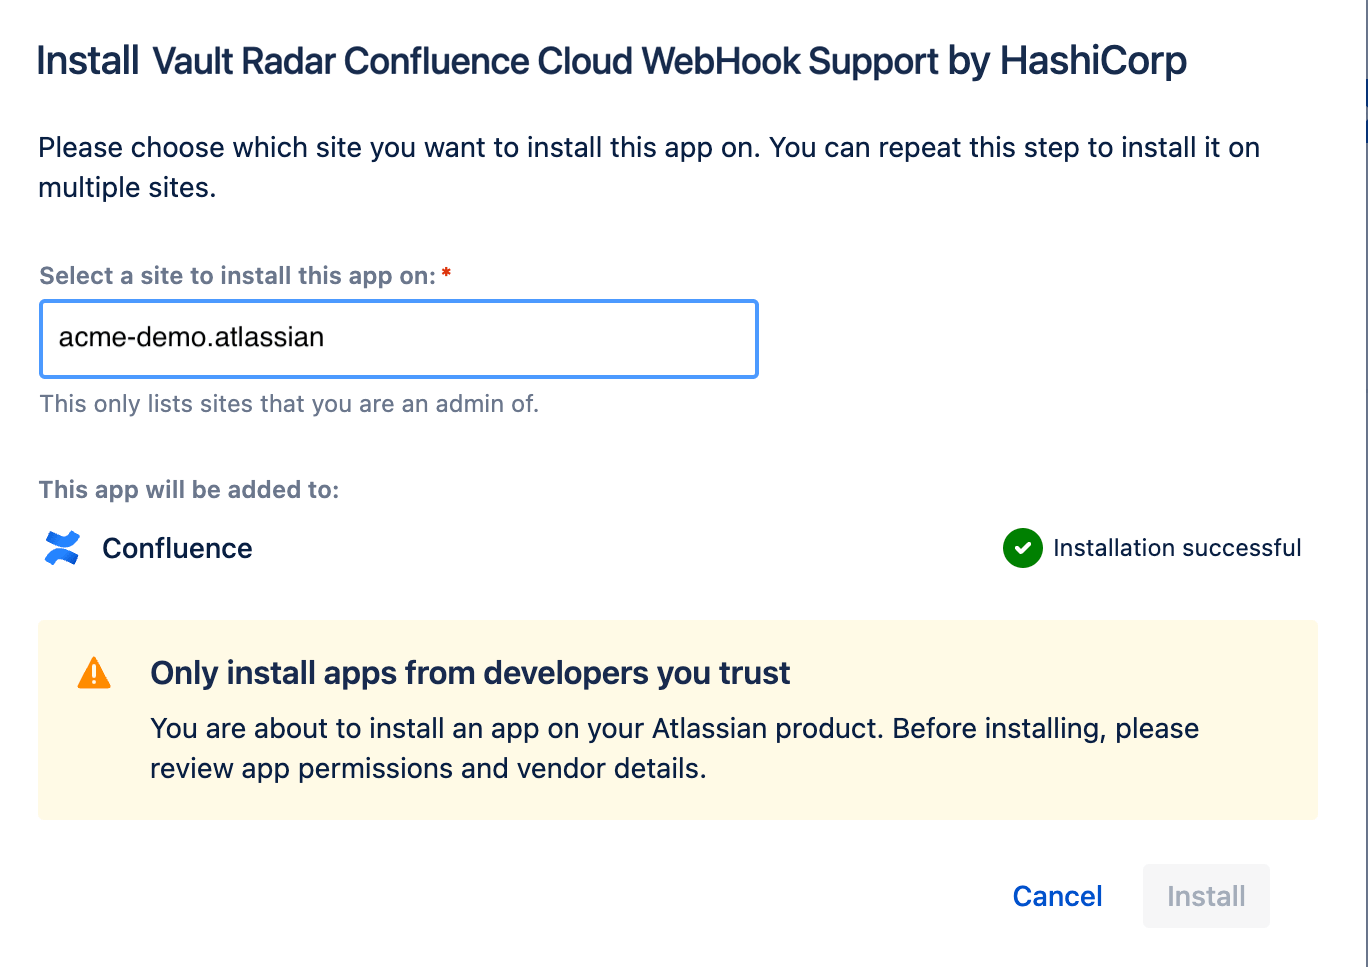 Install Vault Radar Confluence Cloud WebHook Support by HashiCorp
Please choose which site you want to install this app on. You can repeat this step to install it on
multiple sites.
Select a site to install this app on: *
acme-demo.atlassian
This only lists sites that you are an admin of.
This app will be added to:
Confluence
Installation successful
Only install apps from developers you trust
You are about to install an app on your Atlassian product. Before installing, please
review app permissions and vendor details.
Cancel
Install